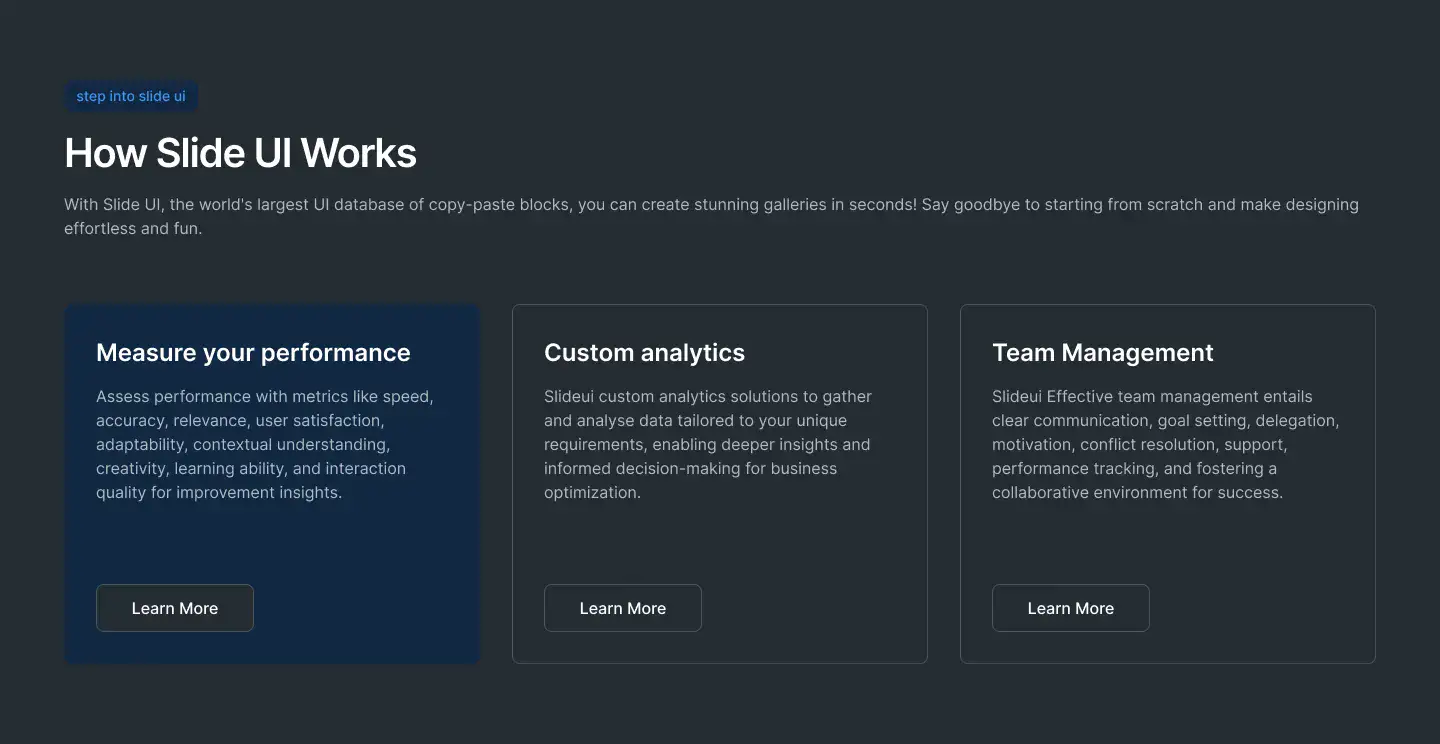 step into slide ui
How Slide UI Works
With Slide UI, the world's largest UI database of copy-paste blocks, you can create stunning galleries in seconds! Say goodbye to starting from scratch and make designing
effortless and fun.
Measure your performance
Assess performance with metrics like speed,
accuracy, relevance, user satisfaction,
adaptability, contextual understanding,
creativity, learning ability, and interaction
quality for improvement insights.
Learn More
Custom analytics
Slideui custom analytics solutions to gather
and analyse data tailored to your unique
requirements, enabling deeper insights and
informed decision-making for business
optimization.
Learn More
Team Management
Slideui Effective team management entails
clear communication, goal setting, delegation,
motivation, conflict resolution, support,
performance tracking, and fostering a
collaborative environment for success.
Learn More